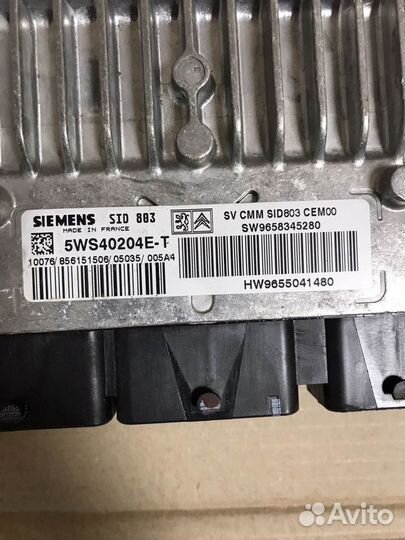 SIEMENS SID 803
MADE IN FRANCE
5WS40204E-T
10076/856151506/05035/005A4
SV CMM SID803 CEM00
SW9658345280
HW9655041480
Avito